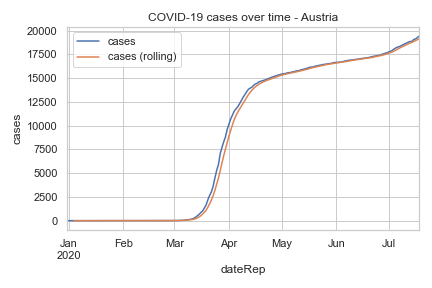 COVID-19 cases over time - Austria
cases
cases (rolling)
20000
17500
15000
12500
10000
7500
5000
2500
0
cases
Jan Feb Mar Apr May Jun Jul
2020
dateRep